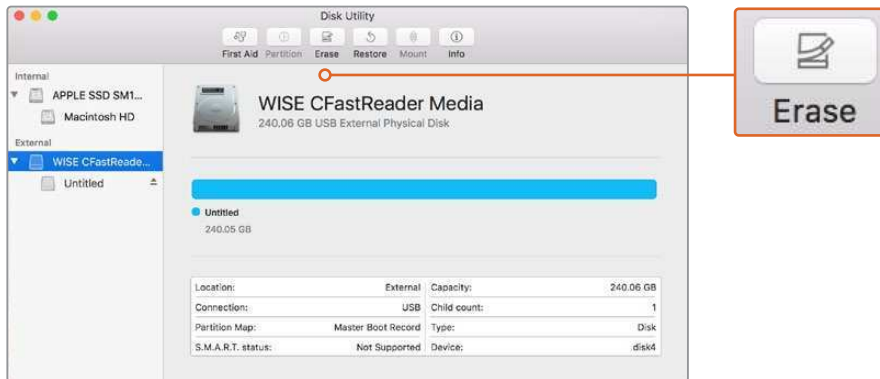 Disk Utility
First Aid Partition Erase Restore Mount Info
Erase
Internal
APPLE SSD SM1...
Macintosh HD
External
WISE CFastReade...
Untitled
WISE CFastReader Media
240.06 GB USB External Physical Disk
Untitled
240.05 GB
Location: External Capacity: 240.06 GB
Connection: USB Child count: 1
Partition Map: Master Boot Record Type: Disk
S.M.A.R.T. status: Not Supported Device: disk4